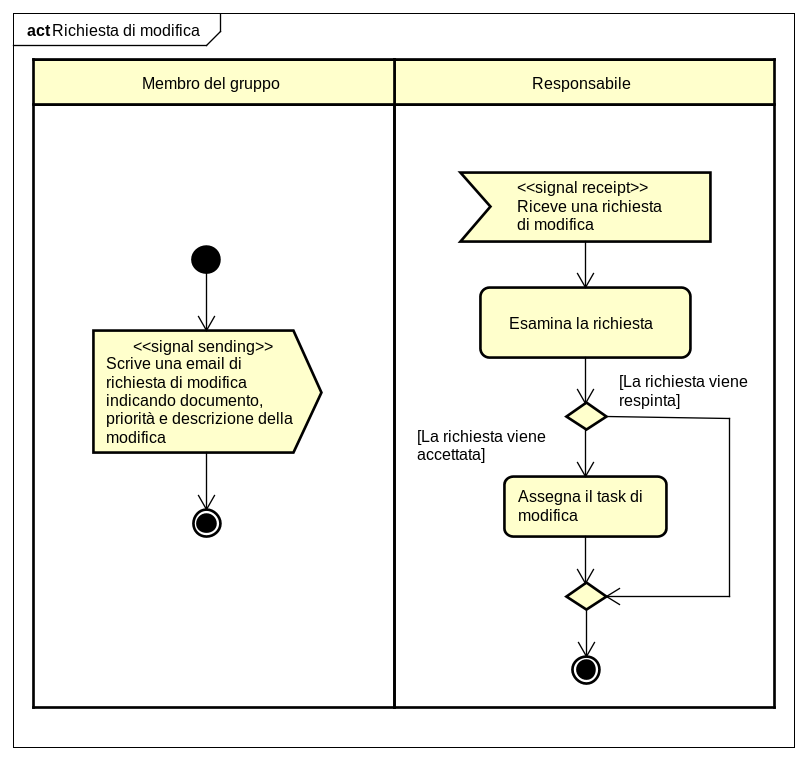 act Richiesta di modifica
Membro del gruppo
Responsabile
<<signal sending>>
Scrive una email di
richiesta di modifica
indicando documento,
priorità e descrizione della
modifica
<<signal receipt>>
Riceve una richiesta
di modifica
Esamina la richiesta
[La richiesta viene
respinta]
[La richiesta viene
accettata]
Assegna il task di
modifica